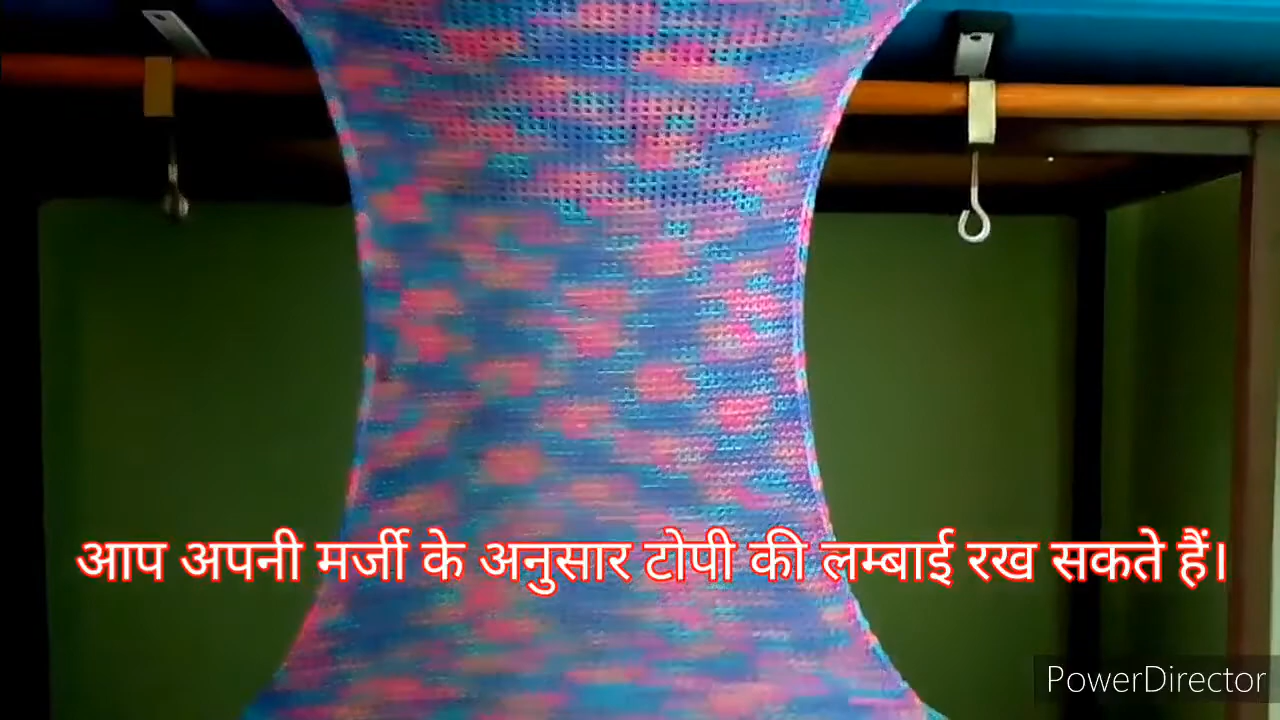 आप अपनी मर्जी के अनुसार टोपी की लम्बाई रख सकते हैं।
PowerDirector